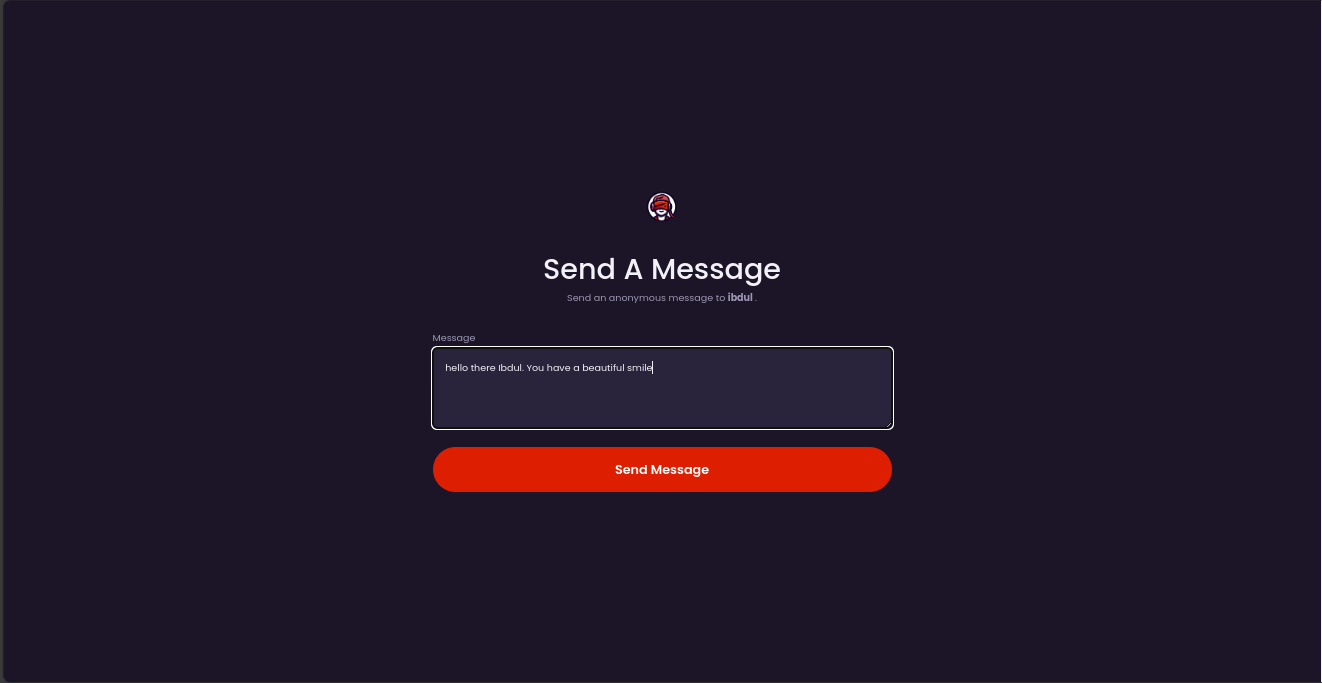 Send A Message
Send an anonymous message to ibdul .
Message
hello there Ibdul. You have a beautiful smile
Send Message